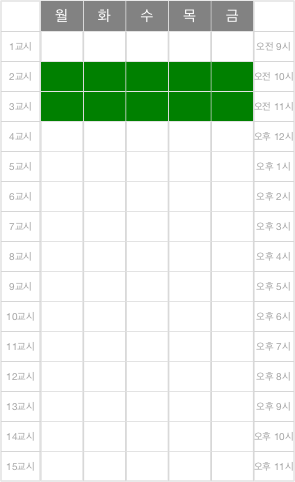 월 화 수 목 금
1교시 오전 9시
2교시 오전 10시
3교시 오전 11시
4교시 오후 12시
5교시 오후 1시
6교시 오후 2시
7교시 오후 3시
8교시 오후 4시
9교시 오후 5시
10교시 오후 6시
11교시 오후 7시
12교시 오후 8시
13교시 오후 9시
14교시 오후 10시
15교시 오후 11시